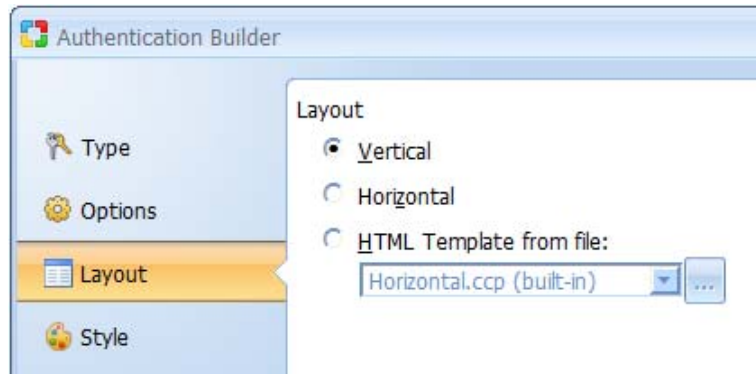 Authentication Builder
Type
Options
Layout
Style
Layout
Vertical
Horizontal
HTML Template from file:
Horizontal.ccp (built-in)
...